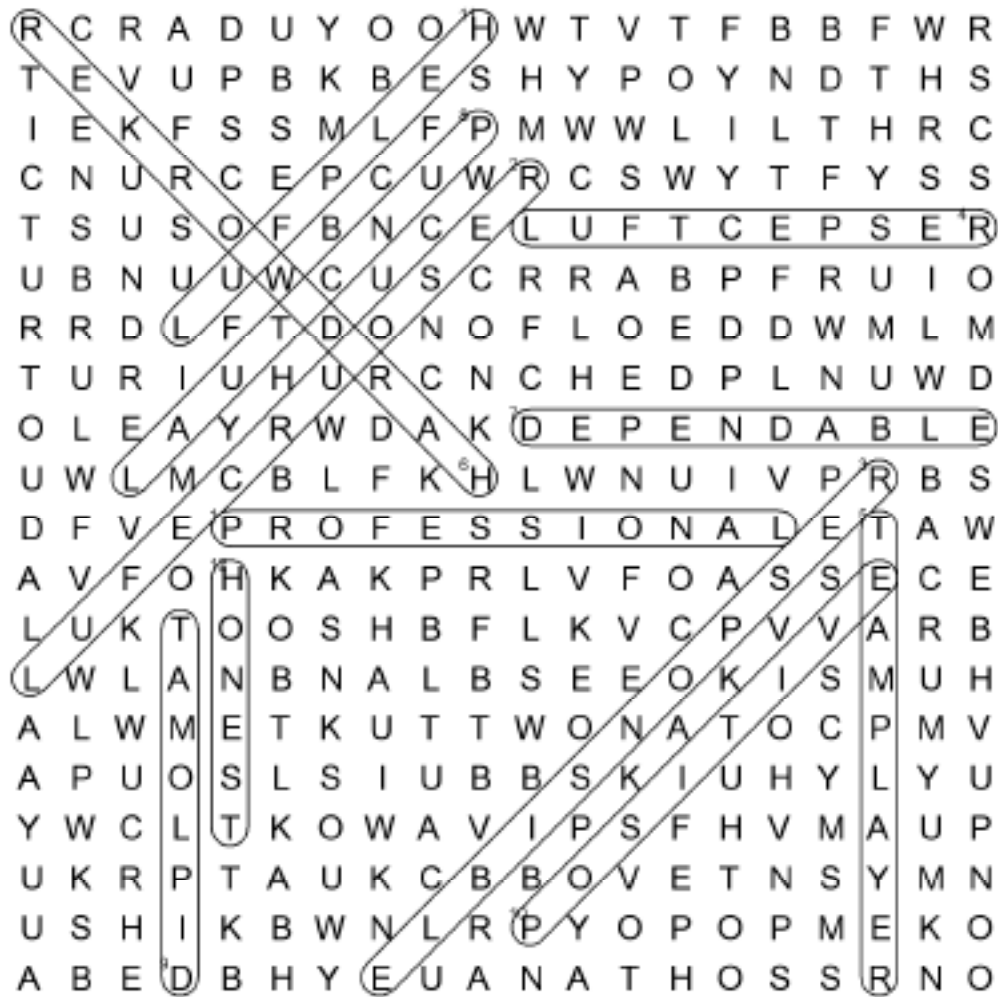 R C R A D U Y O O H W T V T F B B F W R
T E V U P B K B E S H Y P O Y N D T H S
I E K F S S M L F P M W W L I L T H R C
C N U R C E P C U W R C S W Y T F Y S S
T S U S O F B N C E L U F T C E P S E R
U B N U U W C U S C R R A B P F R U I O
R R D L F T D O N O F L O E D D W M L M
T U R I U H U R C N C H E D P L N U W D
O L E A Y R W D A K D E P E N D A B L E
U W L M C B L F K H L W N U I V P R B S
D F V E P R O F E S S I O N A L E T A W
A V F O H K A K P R L V F O A S S E C E
L U K T O O S H B F L K V C P V V A R B
L W L A N B N A L B S E E O K I S M U H
A L W M E T K U T T W O N A T O C P M V
A P U O S L S I U B B S K I U H Y L Y U
Y W C L T K O W A V I P S F H V M A U P
U K R P T A U K C B B O V E T N S Y M N
U S H I K B W N L R P Y O P O P M E K O
A B E D B H Y E U A N A T H O S S R N O